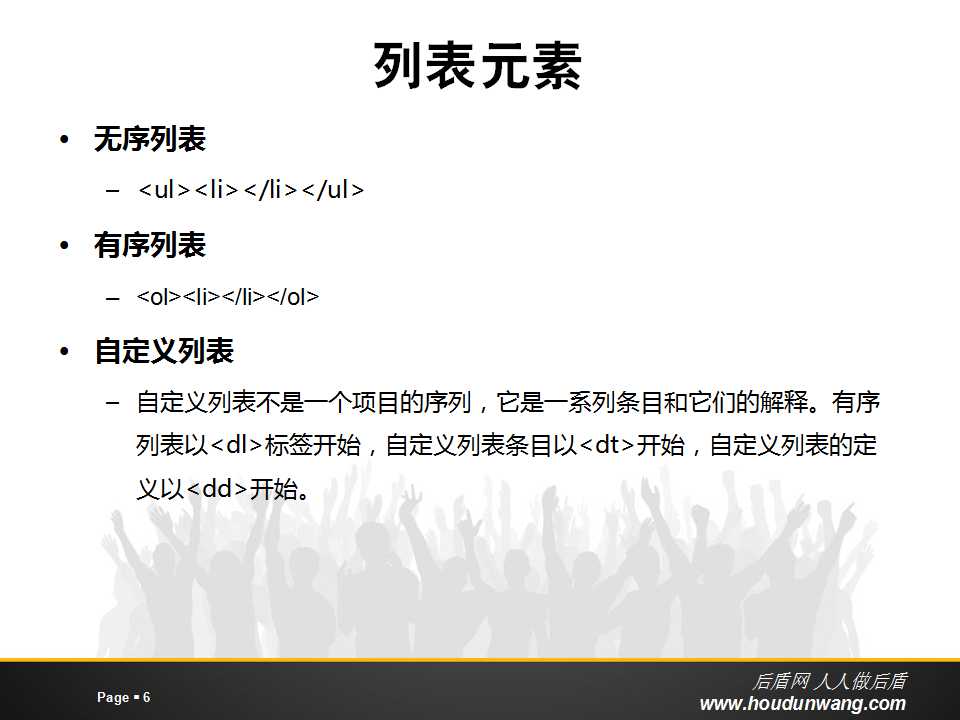 列表元素
• 无序列表
– <ul><li></li></ul>
• 有序列表
– <ol><li></li></ol>
• 自定义列表
– 自定义列表不是一个项目的序列，它是一系列条目和它们的解释。有序
列表以<dl>标签开始，自定义列表条目以<dt>开始，自定义列表的定
义以<dd>开始。
Page ▪ 6
后盾网 人人做后盾
www.houdunwang.com